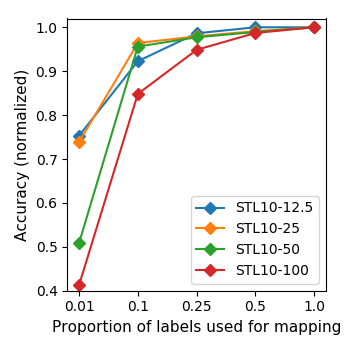 1.0
0.9
0.8
0.7
0.6
0.5
0.4
Accuracy (normalized)
STL10-12.5
STL10-25
STL10-50
STL10-100
0.01 0.1 0.25 0.5 1.0
Proportion of labels used for mapping